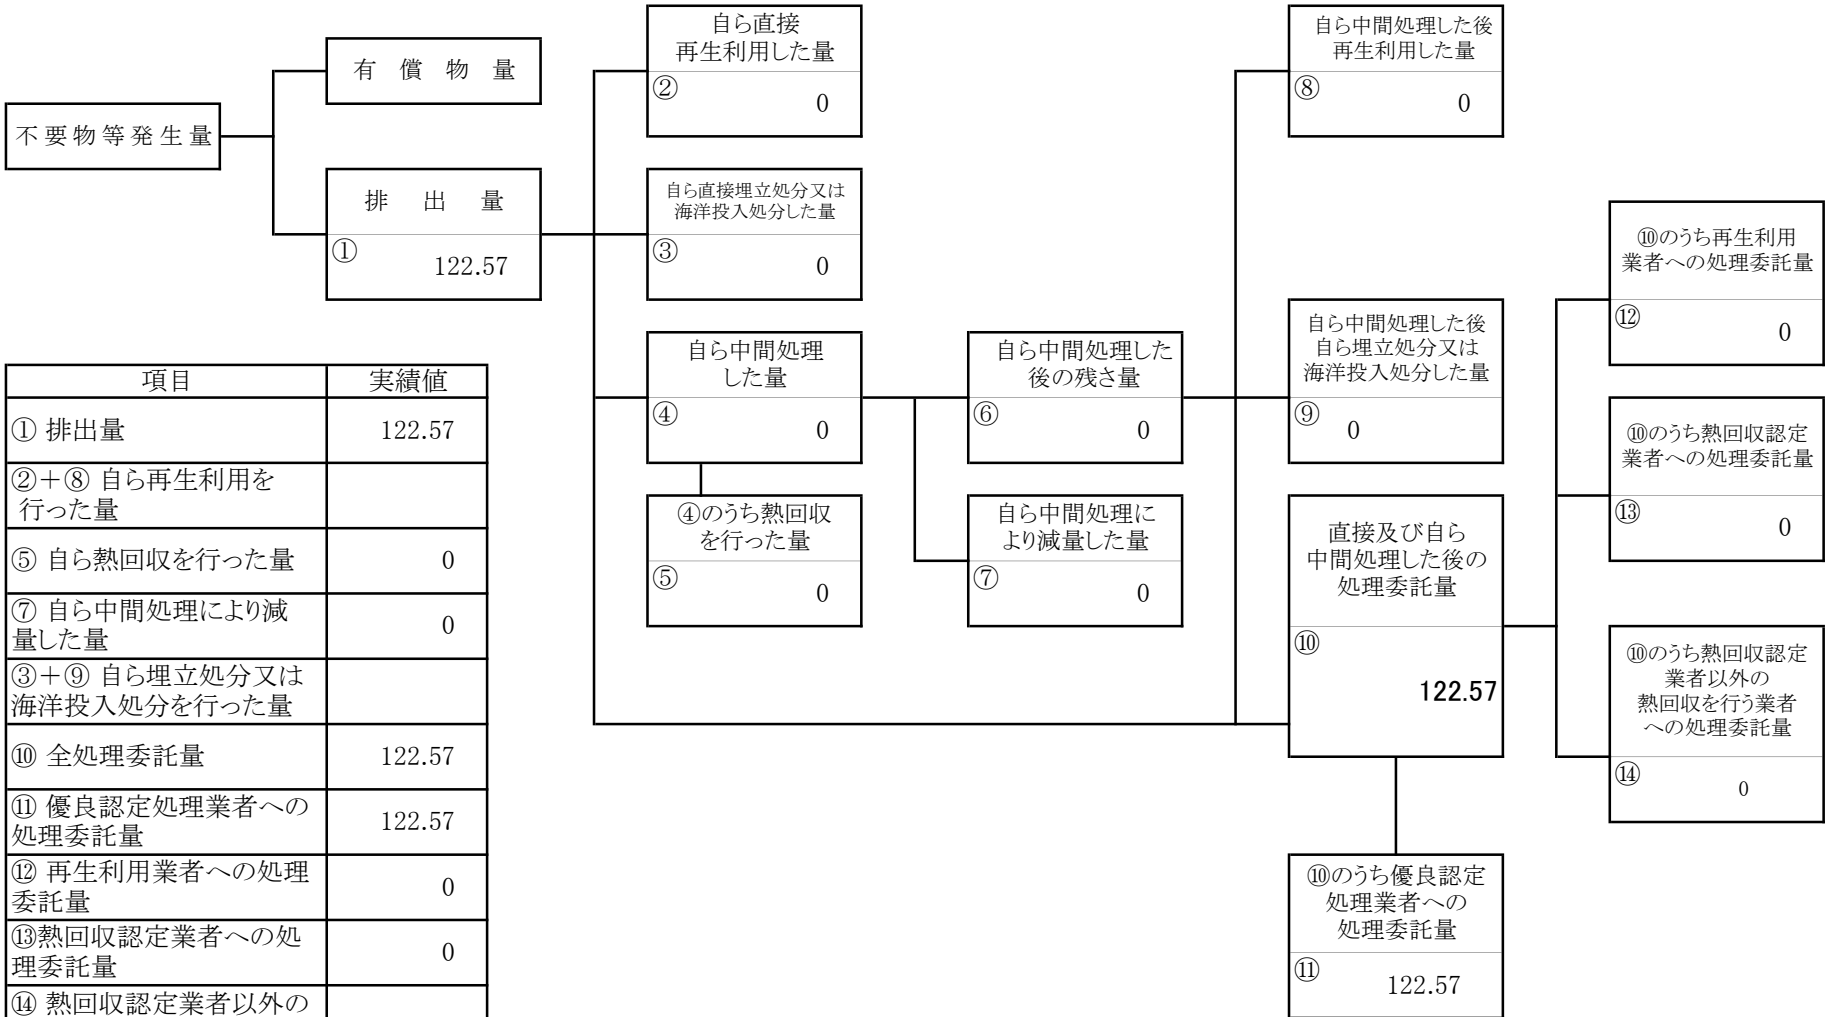 不要物等発生量
有　償　物　量
排　出　量
①
122.57
自ら直接
再生利用した量
②
0
自ら直接埋立処分又は
海洋投入処分した量
③
0
自ら中間処理
した量
④
0
④のうち熱回収
を行った量
⑤
0
自ら中間処理した
後の残さ量
⑥
0
自ら中間処理に
より減量した量
⑦
0
自ら中間処理した後
再生利用した量
⑧
0
自ら中間処理した後
自ら埋立処分又は
海洋投入処分した量
⑨
0
直接及び自ら
中間処理した後の
処理委託量
⑩
122.57
⑩のうち優良認定
処理業者への
処理委託量
⑪
122.57
⑩のうち再生利用
業者への処理委託量
⑫
0
⑩のうち熱回収認定
業者への処理委託量
⑬
0
⑩のうち熱回収認定
業者以外の
熱回収を行う業者
への処理委託量
⑭
0
項目 実績値
① 排出量 122.57
②＋⑧ 自ら再生利用を
行った量
⑤ 自ら熱回収を行った量 0
⑦ 自ら中間処理により減
量した量 0
③＋⑨ 自ら埋立処分又は
海洋投入処分を行った量
⑩ 全処理委託量 122.57
⑪ 優良認定処理業者への
処理委託量 122.57
⑫ 再生利用業者への処理
委託量 0
⑬熱回収認定業者への処
理委託量 0
⑭ 熱回収認定業者以外の